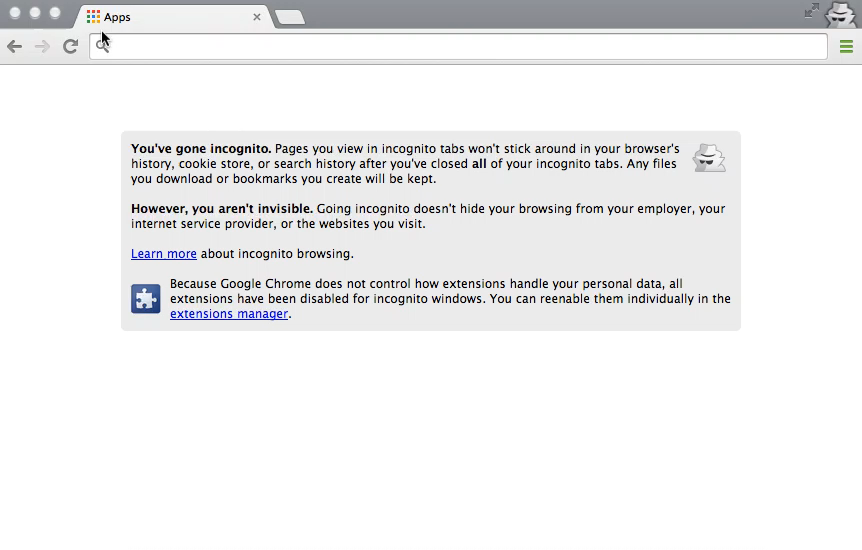 Apps
You've gone incognito. Pages you view in incognito tabs won't stick around in your browser's
history, cookie store, or search history after you've closed all of your incognito tabs. Any files
you download or bookmarks you create will be kept.
However, you aren't invisible. Going incognito doesn't hide your browsing from your employer, your
internet service provider, or the websites you visit.
Learn more about incognito browsing.
Because Google Chrome does not control how extensions handle your personal data, all
extensions have been disabled for incognito windows. You can reenable them individually in the
extensions manager.